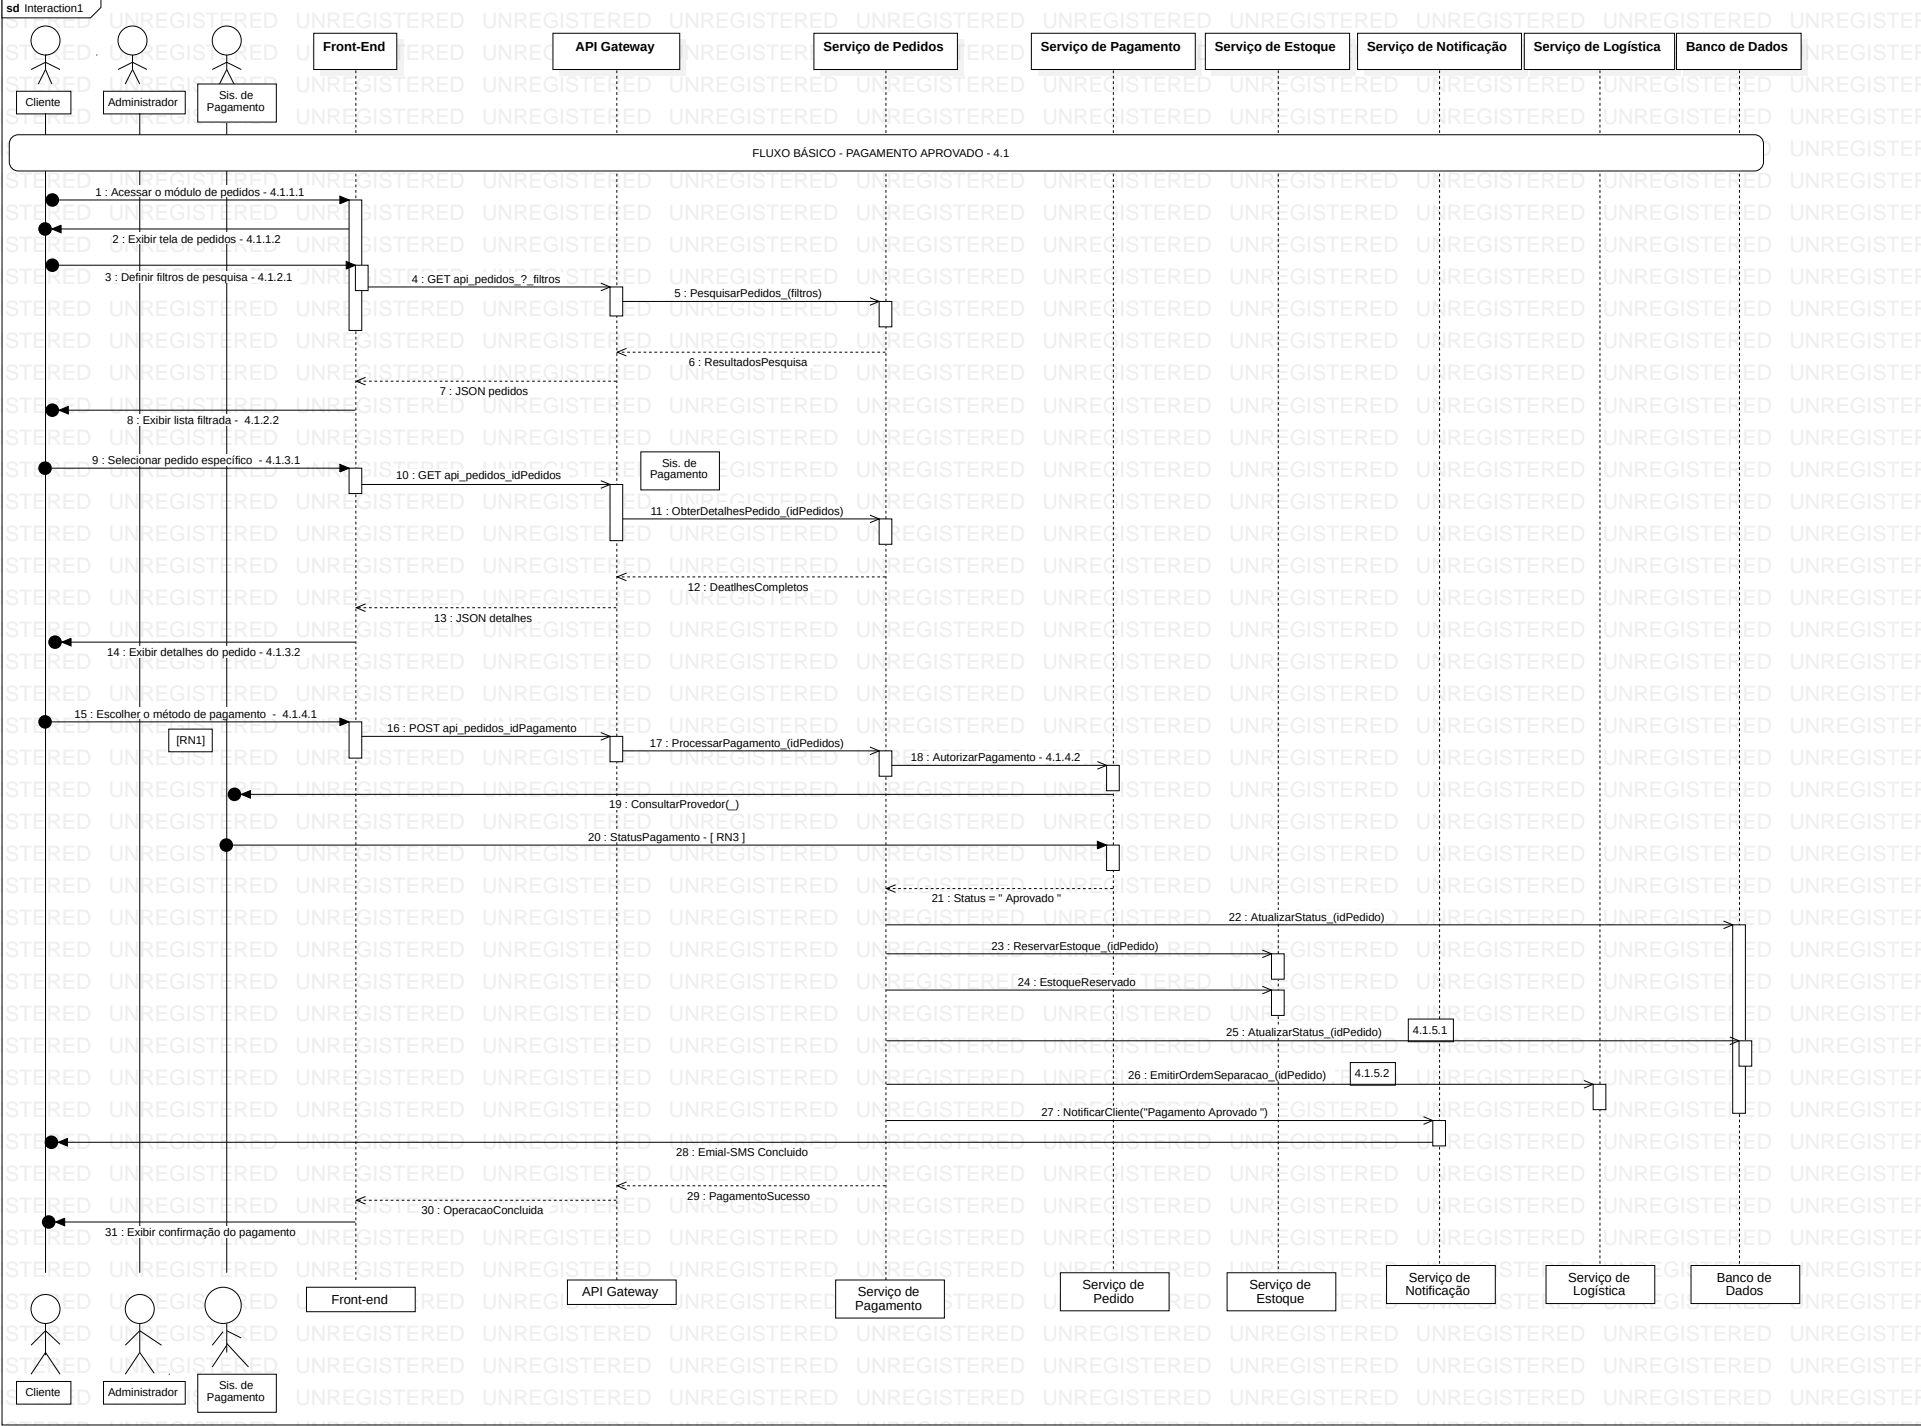 sd Interaction1
Front-End
API Gateway
Serviço de Pedidos
Serviço de Pagamento
Serviço de Estoque
Serviço de Notificação
Serviço de Logística
Banco de Dados
Cliente
Administrador
Sis. de
Pagamento
FLUXO BÁSICO - PAGAMENTO APROVADO - 4.1
1 : Acessar o módulo de pedidos - 4.1.1.1
2 : Exibir tela de pedidos - 4.1.1.2
3 : Definir filtros de pesquisa - 4.1.2.1
4 : GET api_pedidos_?_filtros
5 : PesquisarPedidos_(filtros)
6 : ResultadosPesquisa
7 : JSON pedidos
8 : Exibir lista filtrada - 4.1.2.2
9 : Selecionar pedido específico - 4.1.3.1
Sis. de
Pagamento
10 : GET api_pedidos_idPedidos
11 : ObterDetalhesPedido_(idPedidos)
12 : DeatlhesCompletos
13 : JSON detalhes
14 : Exibir detalhes do pedido - 4.1.3.2
15 : Escolher o método de pagamento - 4.1.4.1
[RN1]
16 : POST api_pedidos_idPagamento
17 : ProcessarPagamento_(idPedidos)
18 : AutorizarPagamento - 4.1.4.2
19 : ConsultarProvedor(_)
20 : StatusPagamento - [ RN3 ]
21 : Status = " Aprovado "
22 : AtualizarStatus_(idPedido)
23 : ReservarEstoque_(idPedido)
24 : EstoqueReservado
25 : AtualizarStatus_(idPedido)
4.1.5.1
26 : EmitirOrdemSeparacao_(idPedido)
4.1.5.2
27 : NotificarCliente("Pagamento Aprovado ")
28 : Emial-SMS Concluido
29 : PagamentoSucesso
30 : OperacaoConcluida
31 : Exibir confirmação do pagamento
Front-end
API Gateway
Serviço de
Pagamento
Serviço de
Pedido
Serviço de
Estoque
Serviço de
Notificação
Serviço de
Logística
Banco de
Dados
Cliente
Administrador
Sis. de
Pagamento
UNREGISTERED